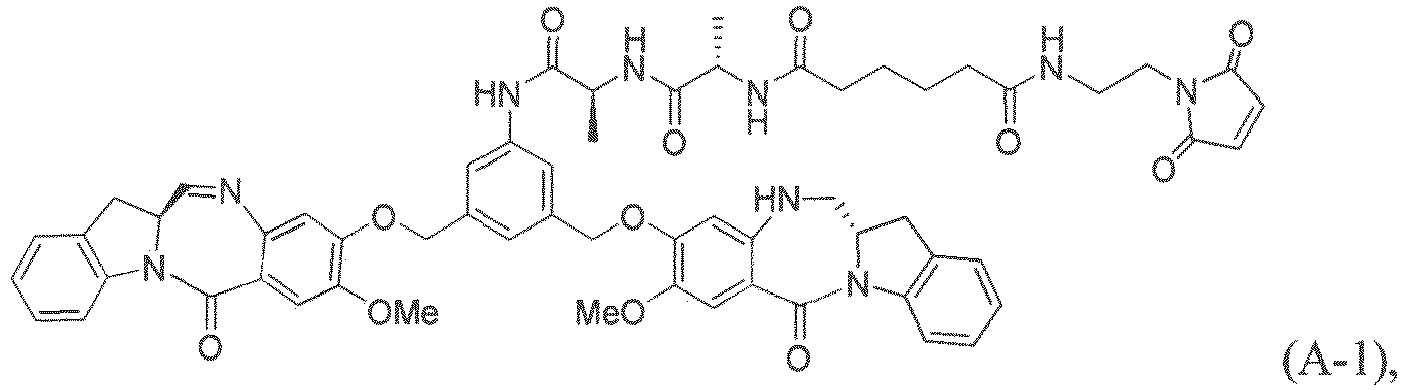 O H O H O
HN N N N
O N H O O
N HN
O O
N N
OMe MeO
O O
(A-1),